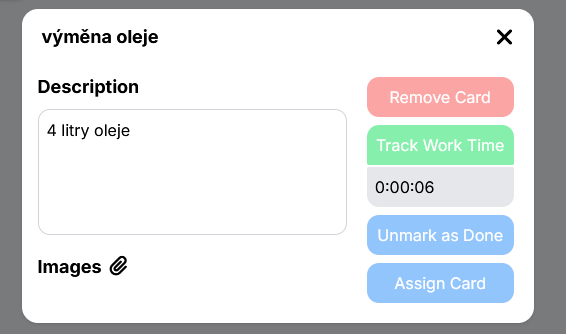 výměna oleje
Description
4 litry oleje
Images
Remove Card
Track Work Time
0:00:06
Unmark as Done
Assign Card